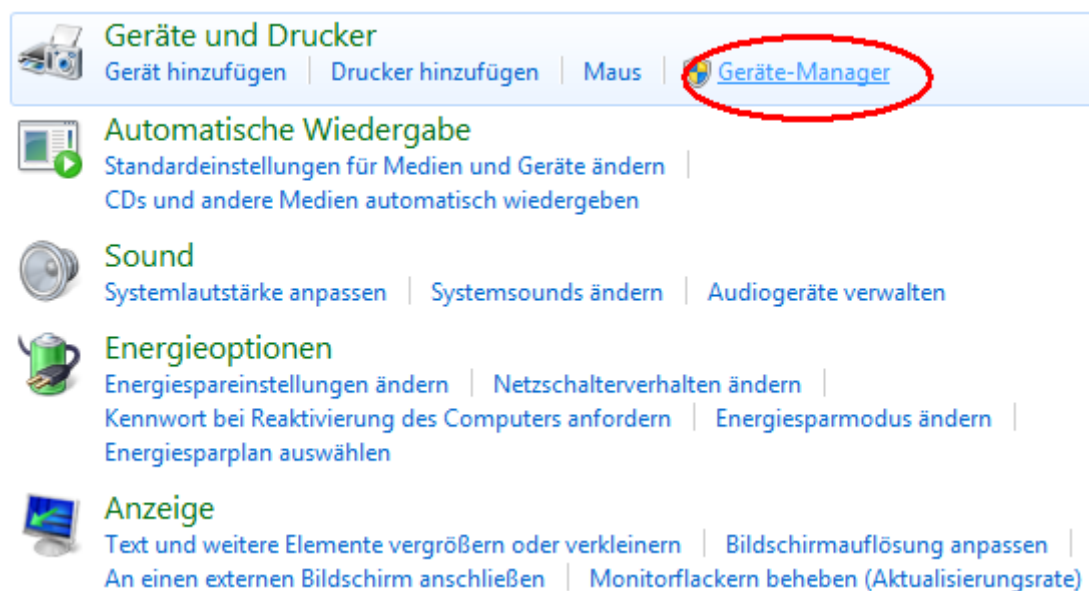 Geräte und Drucker
Gerät hinzufügen | Drucker hinzufügen | Maus | Geräte-Manager
Automatische Wiedergabe
Standardeinstellungen für Medien und Geräte ändern |
CDs und andere Medien automatisch wiedergeben
Sound
Systemlautstärke anpassen | Systemsounds ändern | Audiogeräte verwalten
Energieoptionen
Energiespareinstellungen ändern | Netzschalterverhalten ändern |
Kennwort bei Reaktivierung des Computers anfordern | Energiesparmodus ändern |
Energiesparplan auswählen
Anzeige
Text und weitere Elemente vergrößern oder verkleinern | Bildschirmauflösung anpassen |
An einen externen Bildschirm anschließen | Monitorflackern beheben (Aktualisierungsrate)